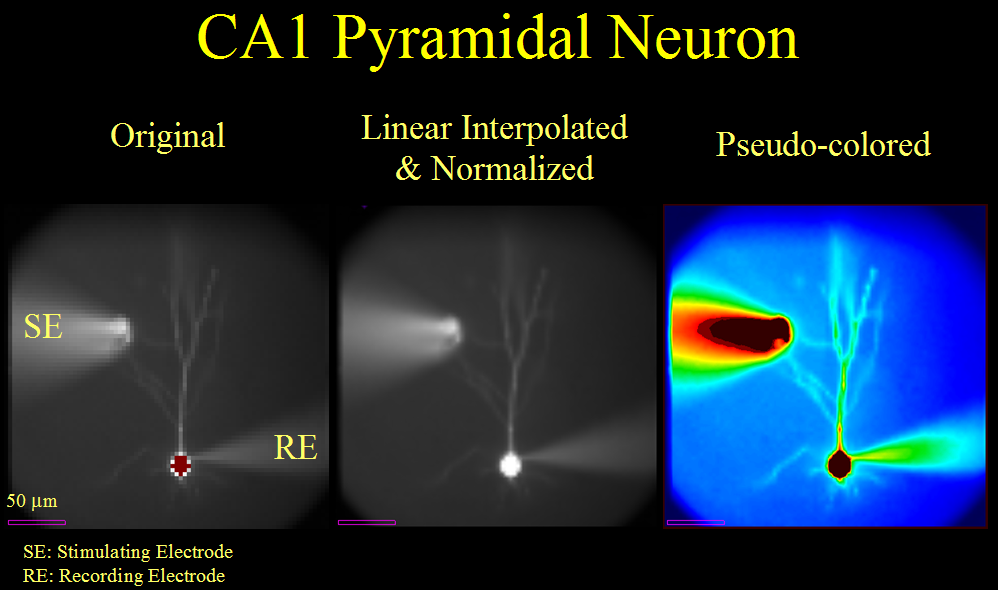 CA1 Pyramidal Neuron
Original
Linear Interpolated
& Normalized
Pseudo-colored
SE
RE
50 μm
SE: Stimulating Electrode
RE: Recording Electrode